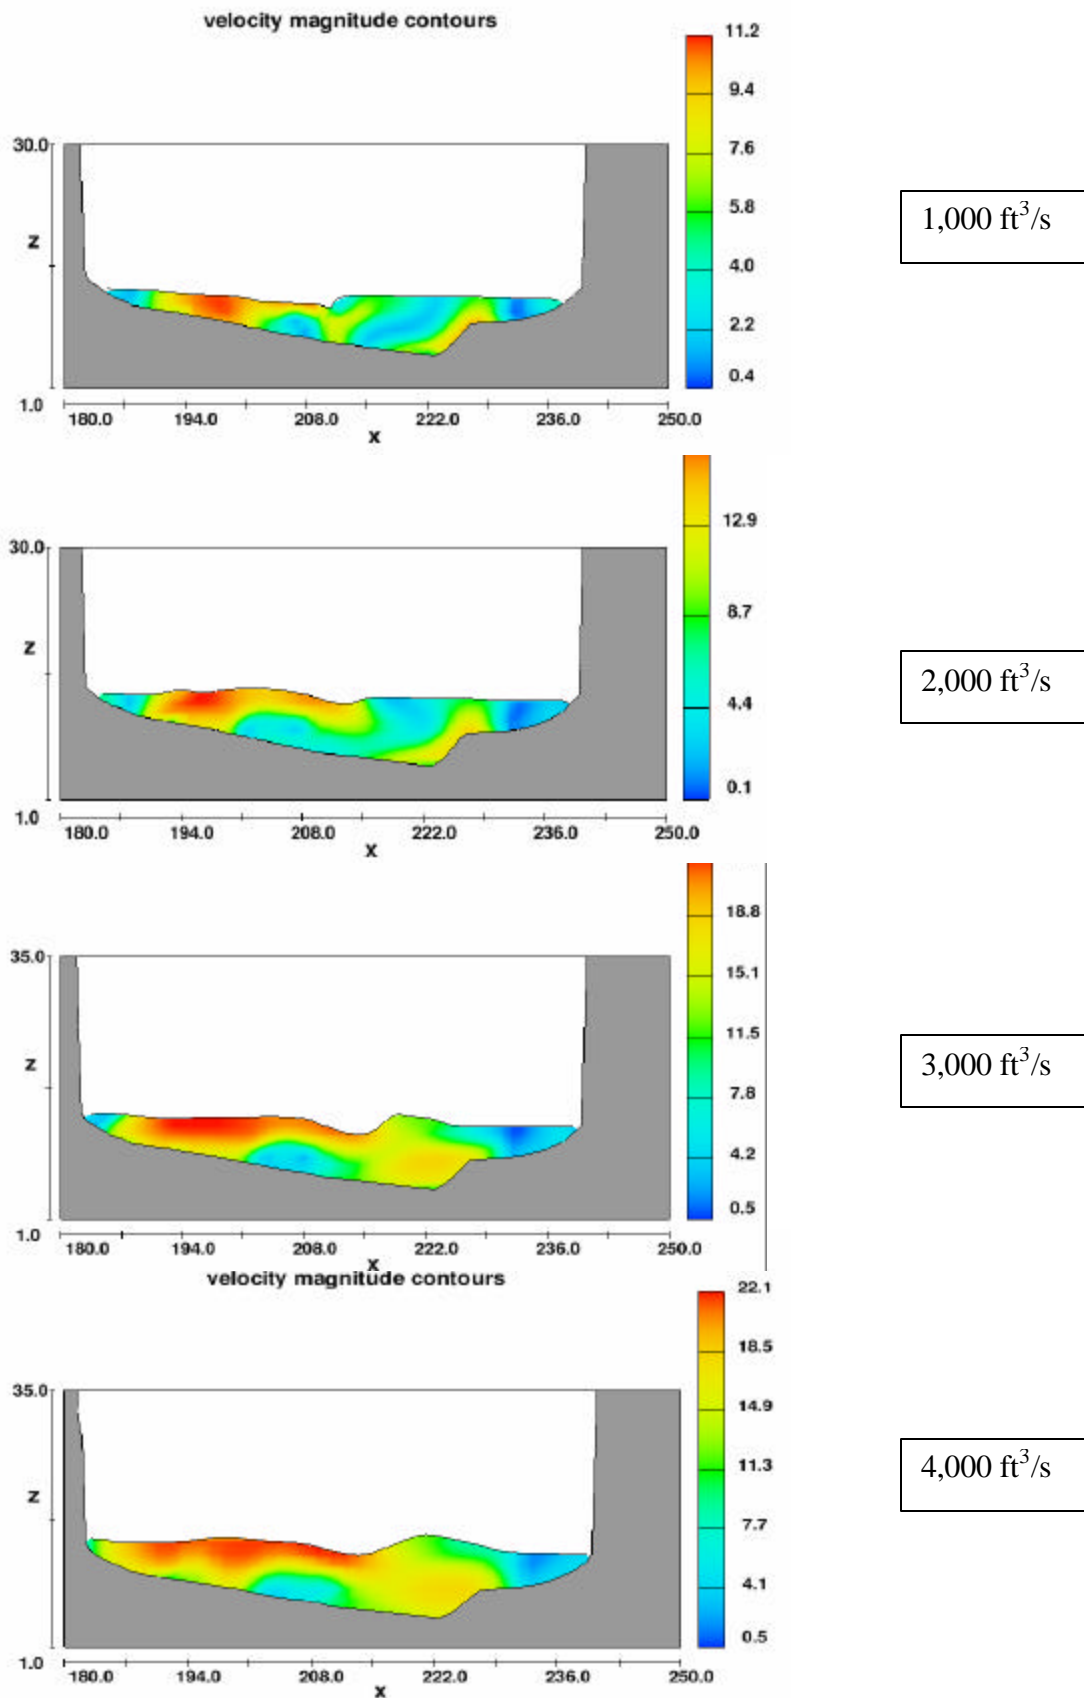 velocity magnitude contours
11.2
9.4
7.6
5.8
4.0
2.2
0.4
30.0
z
1.0
180.0 194.0 208.0 222.0 236.0 250.0
x
1,000 ft³/s
12.9
8.7
4.4
0.1
30.0
z
1.0
180.0 194.0 208.0 222.0 236.0 250.0
x
2,000 ft³/s
18.8
15.1
11.5
7.8
4.2
0.5
35.0
z
1.0
180.0 194.0 208.0 222.0 236.0 250.0
x
3,000 ft³/s
velocity magnitude contours
22.1
18.5
14.9
11.3
7.7
4.1
0.5
35.0
z
1.0
180.0 194.0 208.0 222.0 236.0 250.0
x
4,000 ft³/s